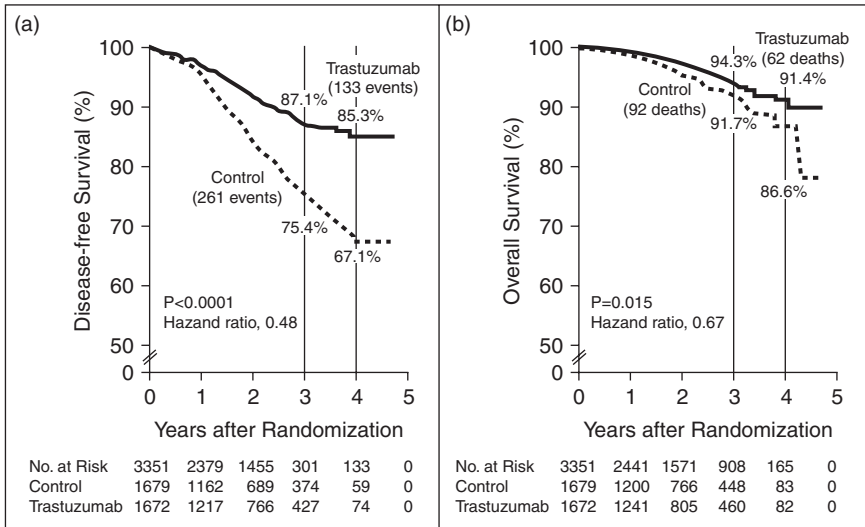 (a)
100
90
80
70
60
50
0
Disease-free Survival (%)
Trastuzumab
(133 events)
87.1%
85.3%
Control
(261 events)
75.4%
67.1%
P<0.0001
Hazand ratio, 0.48
0 1 2 3 4 5
Years after Randomization
No. at Risk 3351 2379 1455 301 133 0
Control 1679 1162 689 374 59 0
Trastuzumab 1672 1217 766 427 74 0
(b)
100
90
80
70
60
50
0
Overall Survival (%)
Trastuzumab
(62 deaths)
94.3%
91.4%
Control
(92 deaths)
91.7%
86.6%
P=0.015
Hazand ratio, 0.67
0 1 2 3 4 5
Years after Randomization
No. at Risk 3351 2441 1571 908 165 0
Control 1679 1200 766 448 83 0
Trastuzumab 1672 1241 805 460 82 0